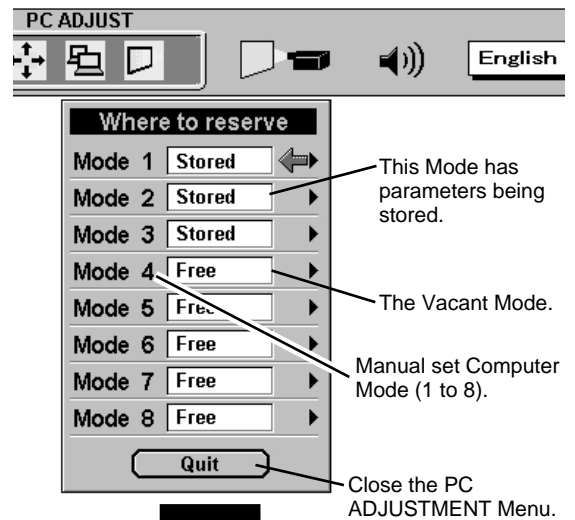 PC ADJUST
English
Where to reserve
Mode 1 Stored
Mode 2 Stored
Mode 3 Stored
Mode 4 Free
Mode 5 Free
Mode 6 Free
Mode 7 Free
Mode 8 Free
Quit
This Mode has
parameters being
stored.
The Vacant Mode.
Manual set Computer
Mode (1 to 8).
Close the PC
ADJUSTMENT Menu.